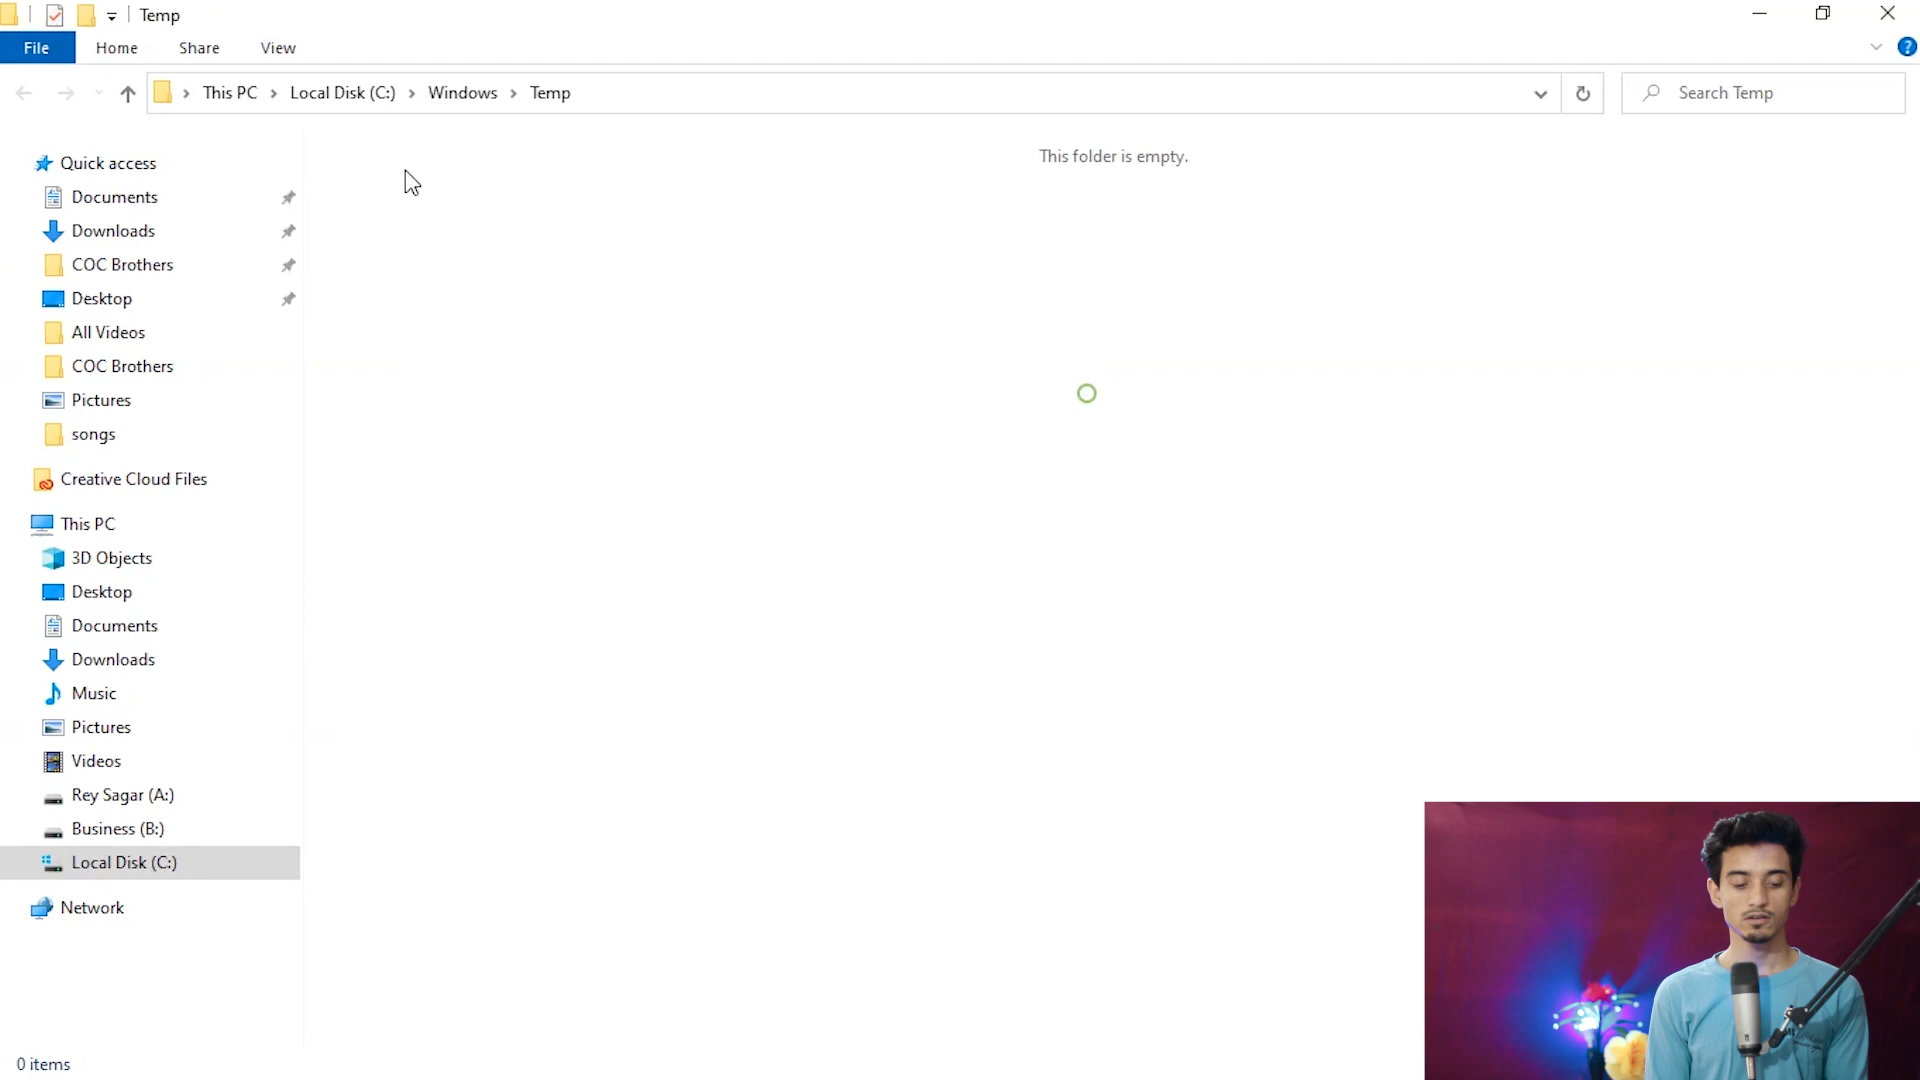 Temp
File Home Share View
This PC Local Disk (C:) Windows Temp
Search Temp
This folder is empty.
Quick access
Documents
Downloads
COC Brothers
Desktop
All Videos
COC Brothers
Pictures
songs
Creative Cloud Files
This PC
3D Objects
Desktop
Documents
Downloads
Music
Pictures
Videos
Rey Sagar (A:)
Business (B:)
Local Disk (C:)
Network
0 items